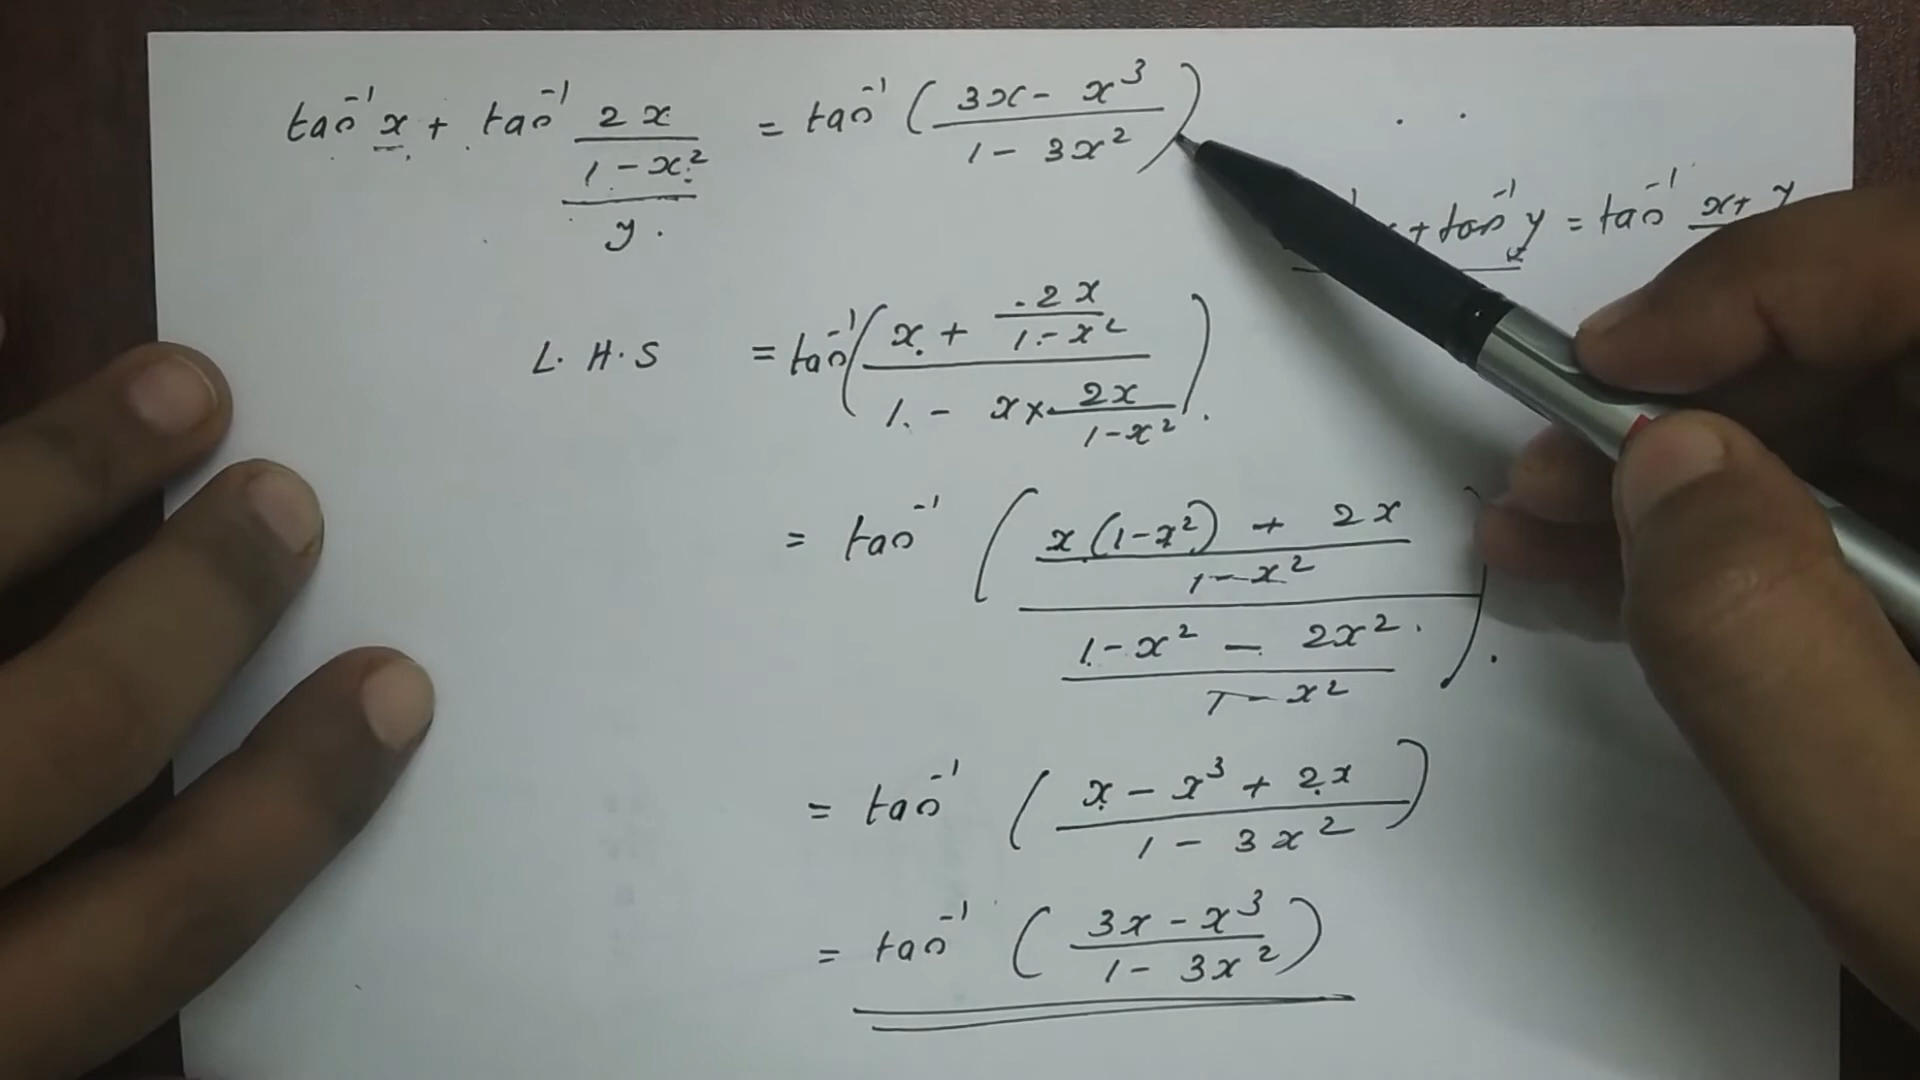 tan⁻¹ x + tan⁻¹ 2x/(1 - x²) = tan⁻¹ ( (3x - x³)/(1 - 3x²) )
y.
+ tan⁻¹ y = tan⁻¹ x + y
L.H.S = tan⁻¹ ( (x + 2x/(1 - x²)) / (1 - x × 2x/(1 - x²)) ).
= tan⁻¹ ( ((x(1 - x²) + 2x)/(1 - x²)) / ((1 - x² - 2x²)/(1 - x²)) ).
= tan⁻¹ ( (x - x³ + 2x)/(1 - 3x²) )
= tan⁻¹ ( (3x - x³)/(1 - 3x²) )